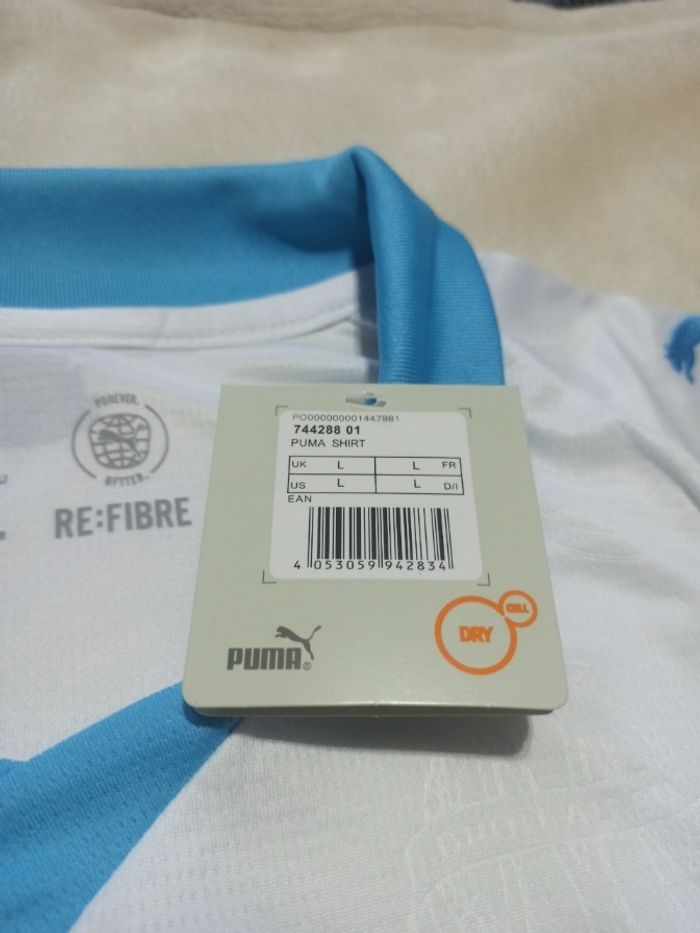 PO000000001447881
744288 01
PUMA SHIRT
UK L L FR
US L L D/I
EAN
4 053059 942834
PUMA®
DRY CELL
FOREVER.
BETTER.
RE:FIBRE